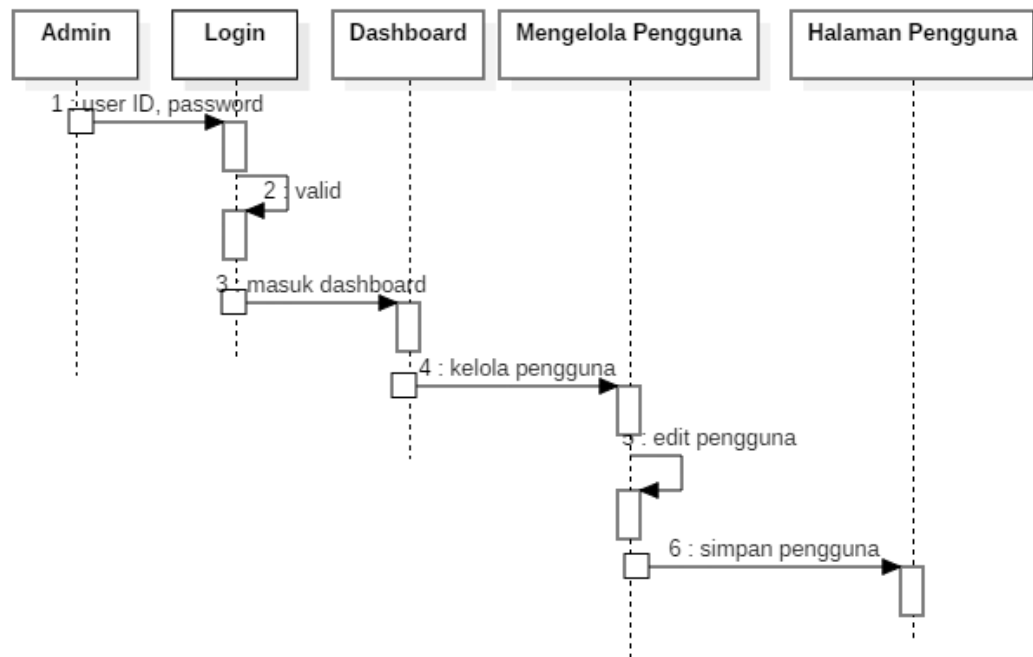 Admin
Login
Dashboard
Mengelola Pengguna
Halaman Pengguna
1 : user ID, password
2 : valid
3 : masuk dashboard
4 : kelola pengguna
5 : edit pengguna
6 : simpan pengguna